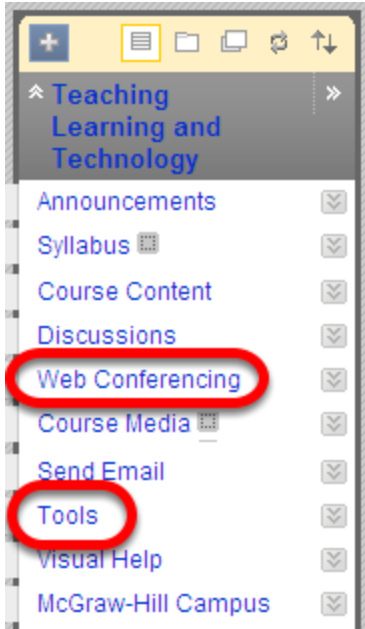 Teaching
Learning and
Technology
Announcements
Syllabus
Course Content
Discussions
Web Conferencing
Course Media
Send Email
Tools
Visual Help
McGraw-Hill Campus